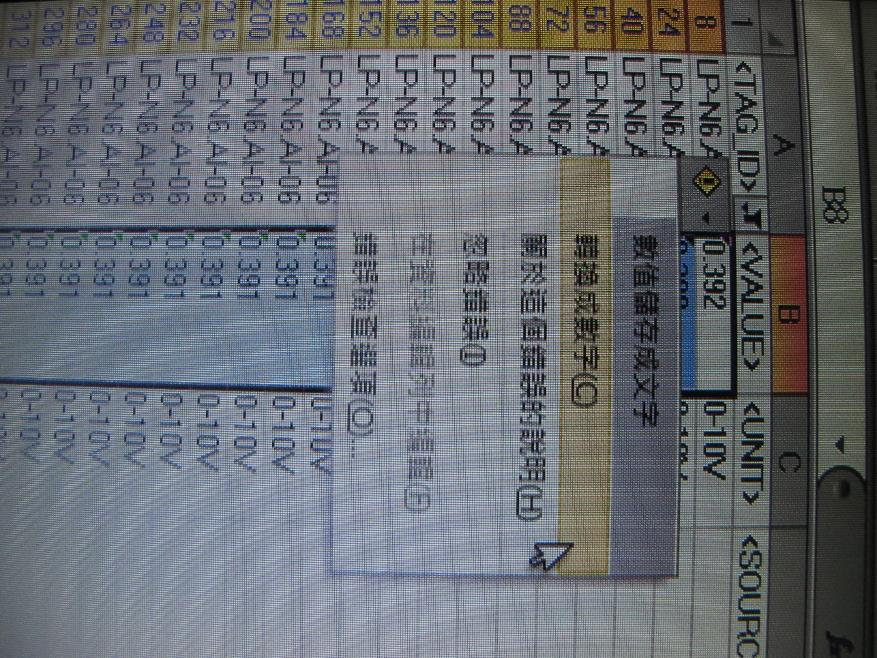 B8
A B C
1 <TAG_ID> <VALUE> <UNIT> <SOURC
8 LP-N6.A 0.392 0-10V
24 LP-N6.A
40 LP-N6.A
56 LP-N6.A
72 LP-N6.A
88 LP-N6.A
104 LP-N6.A
120 LP-N6.A
136 LP-N6.A
152 LP-N6.A
數值儲存成文字
轉換成數字(C)
關於這個錯誤的說明(H)
忽略錯誤(I)
在資料編輯列中編輯(F)
錯誤檢查選項(O)...
168 LP-N6.AI-06 0.391 0-10V
184 LP-N6.AI-06 0.391 0-10V
200 LP-N6.AI-06 0.391 0-10V
216 LP-N6.AI-06 0.391 0-10V
232 LP-N6.AI-06 0.391 0-10V
248 LP-N6.AI-06 0.391 0-10V
264 LP-N6.AI-06 0.391 0-10V
280 LP-N6.AI-06 0.391 0-10V
296 LP-N6.AI-06 0.391 0-10V
312 LP-N6.AI-06 0.391